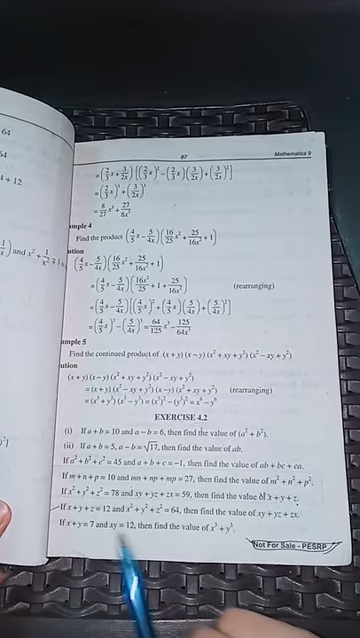 64
54
4 + 12
87
Mathematics 9
= (2/3 x + 3/2x) [(2/3 x)² − (2/3 x)(3/2x) + (3/2x)²]
= (2/3 x)³ + (3/2x)³
= 8/27 x³ + 27/8x³
ample 4
Find the product (4/5 x − 5/4x)(16/25 x² + 25/16x² + 1)
ution
(4/5 x − 5/4x)(16/25 x² + 25/16x² + 1)
= (4/5 x − 5/4x)(16x²/25 + 1 + 25/16x²) (rearranging)
= (4/5 x − 5/4x)[(4/5 x)² + (4/5 x)(5/4x) + (5/4x)²]
= (4/5 x)³ − (5/4x)³ = 64/125 x³ − 125/64x³
ample 5
Find the continued product of (x + y) (x − y) (x² + xy + y²) (x² − xy + y²)
ution
(x + y) (x − y) (x² + xy + y²) (x² − xy + y²)
= (x + y) (x² − xy + y²) (x − y) (x² + xy + y²) (rearranging)
= (x³ + y³) (x³ − y³) = (x³)² − (y³)² = x⁶ − y⁶
EXERCISE 4.2
(i) If a + b = 10 and a − b = 6, then find the value of (a² + b²).
(ii) If a + b = 5, a − b = √17, then find the value of ab.
If a² + b² + c² = 45 and a + b + c = −1, then find the value of ab + bc + ca.
If m + n + p = 10 and mn + np + mp = 27, then find the value of m² + n² + p².
If x² + y² + z² = 78 and xy + yz + zx = 59, then find the value of x + y + z.
If x + y + z = 12 and x² + y² + z² = 64, then find the value of xy + yz + zx.
If x + y = 7 and xy = 12, then find the value of x³ + y³.
Not For Sale - PESRP